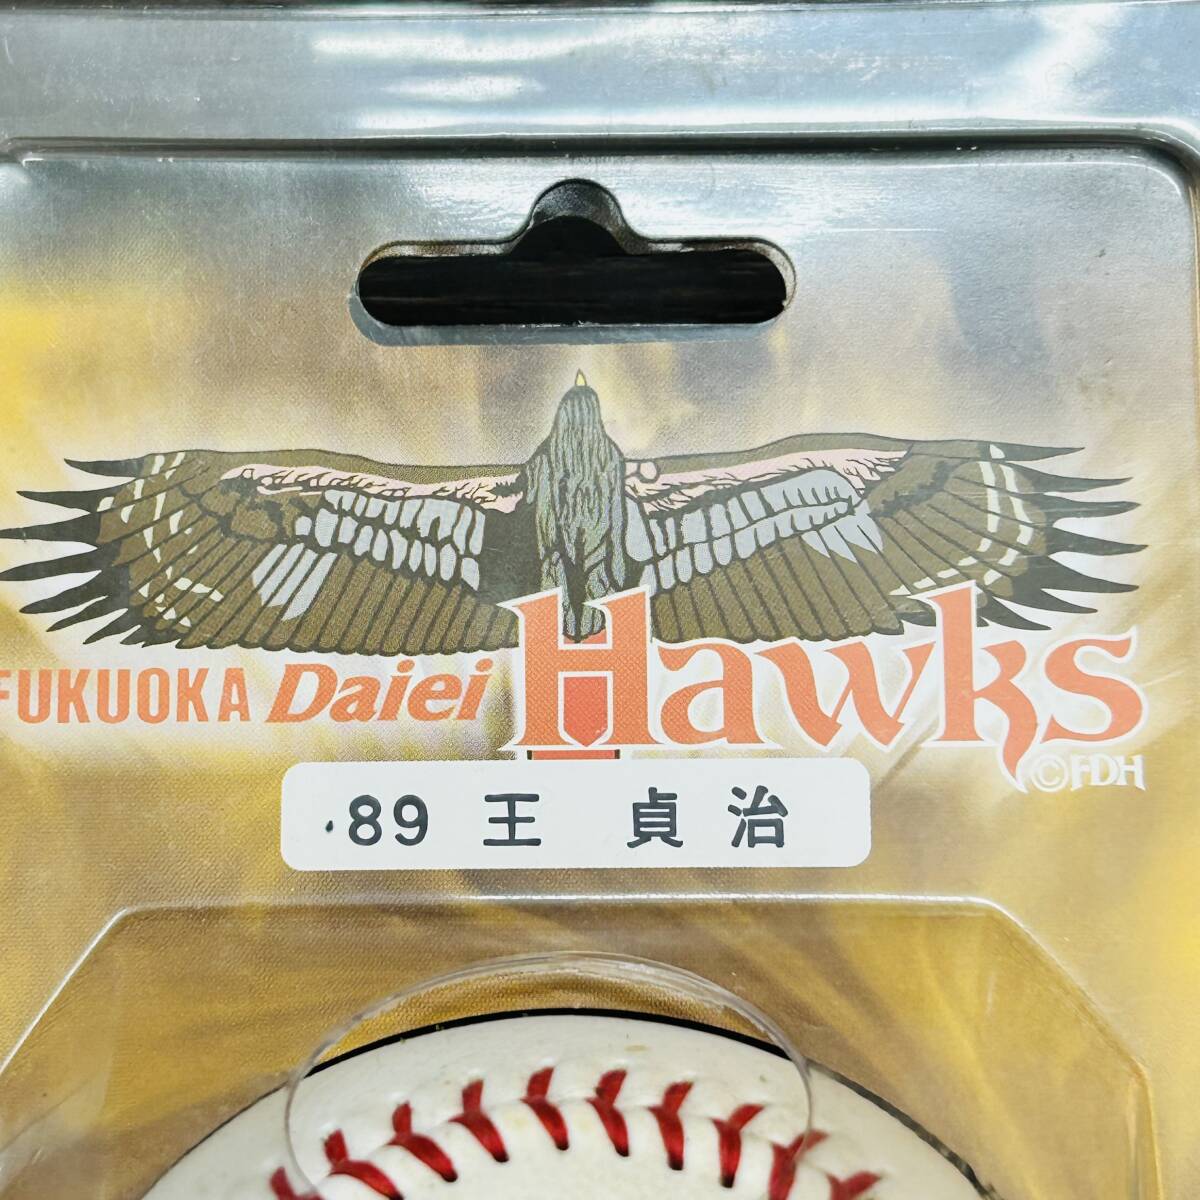 FUKUOKA Daiei Hawks
©FDH
89 王 貞 治